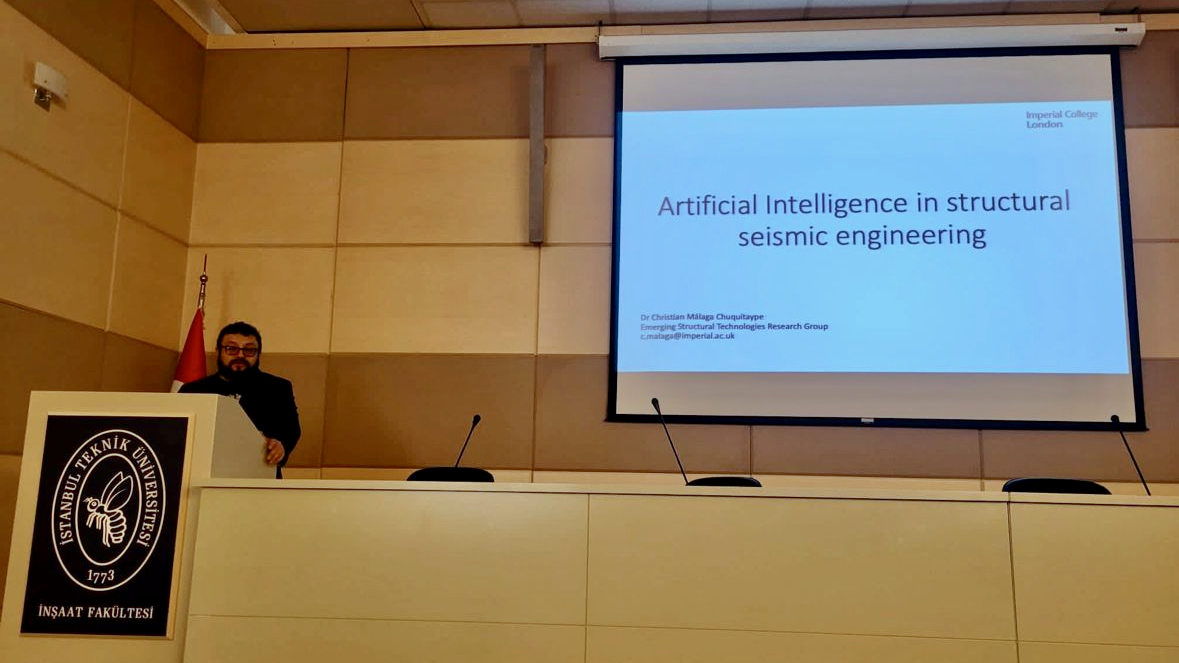 Imperial College
London
Artificial Intelligence in structural
seismic engineering
Dr Christian Málaga Chuquitaype
Emerging Structural Technologies Research Group
c.malaga@imperial.ac.uk
İSTANBUL TEKNİK ÜNİVERSİTESİ
1773
İNŞAAT FAKÜLTESİ